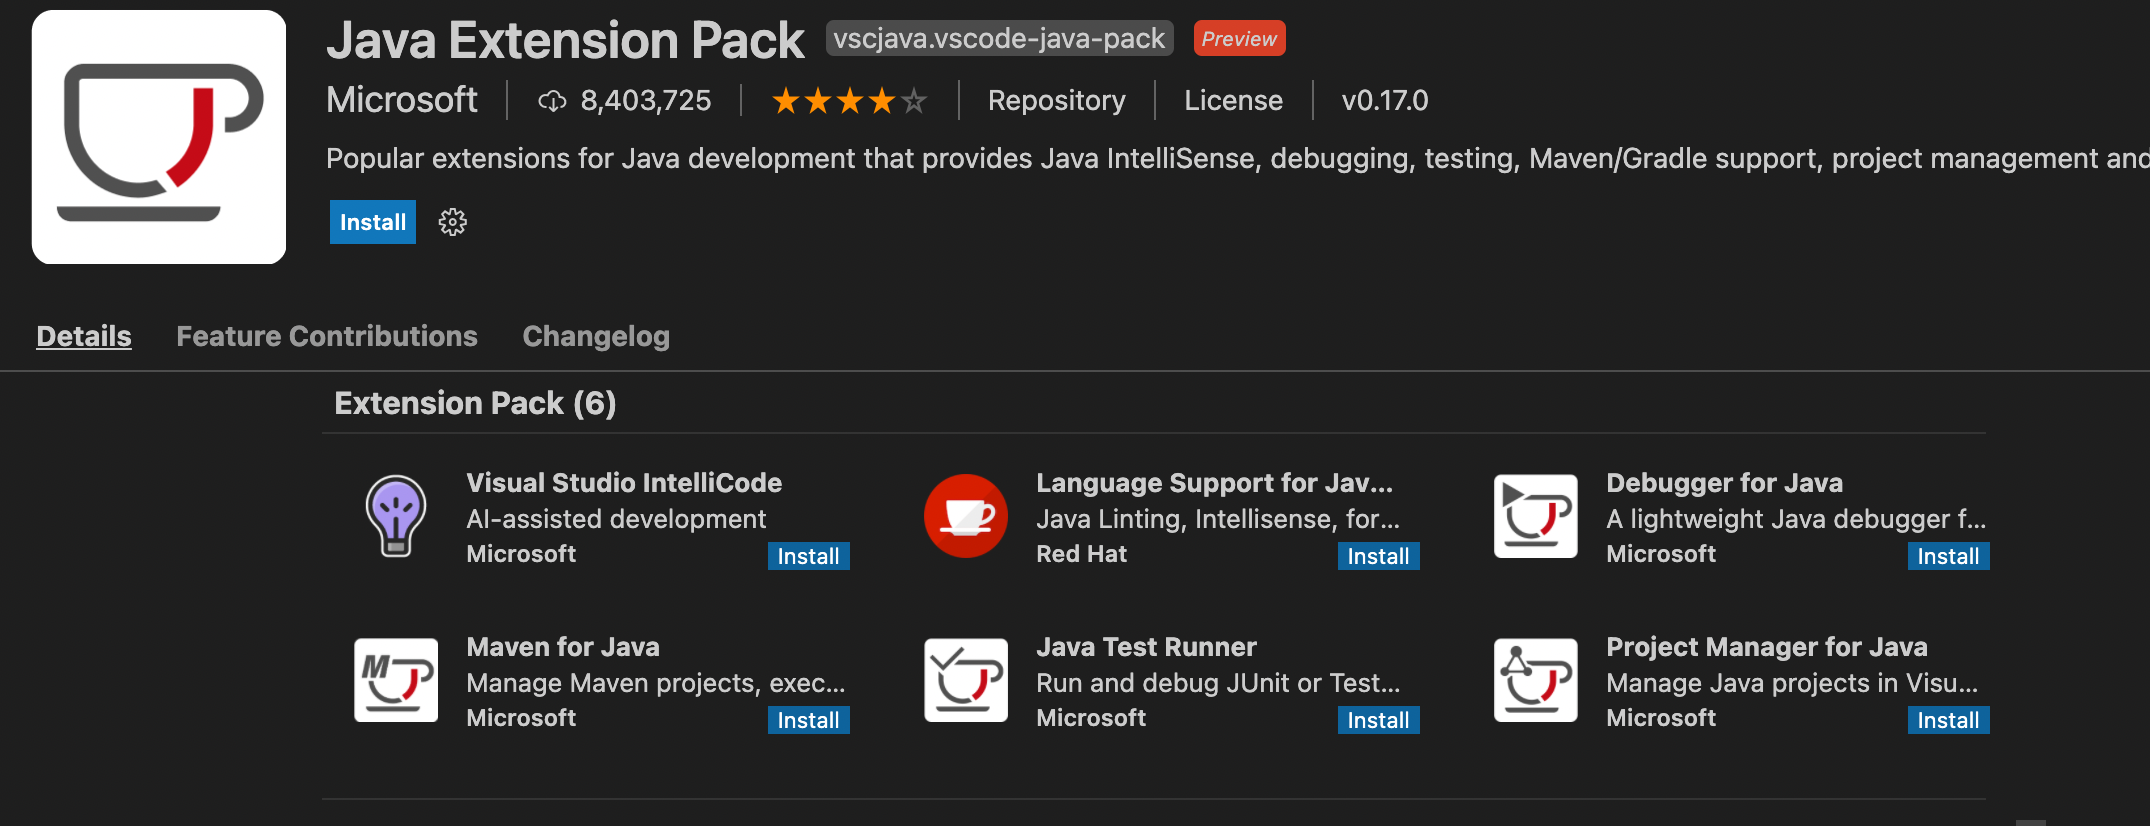 Java Extension Pack vscjava.vscode-java-pack Preview
Microsoft 8,403,725 Repository License v0.17.0
Popular extensions for Java development that provides Java IntelliSense, debugging, testing, Maven/Gradle support, project management and
Install
Details Feature Contributions Changelog
Extension Pack (6)
Visual Studio IntelliCode
AI-assisted development
Microsoft Install
Language Support for Jav...
Java Linting, Intellisense, for...
Red Hat Install
Debugger for Java
A lightweight Java debugger f...
Microsoft Install
M
Maven for Java
Manage Maven projects, exec...
Microsoft Install
Java Test Runner
Run and debug JUnit or Test...
Microsoft Install
Project Manager for Java
Manage Java projects in Visu...
Microsoft Install